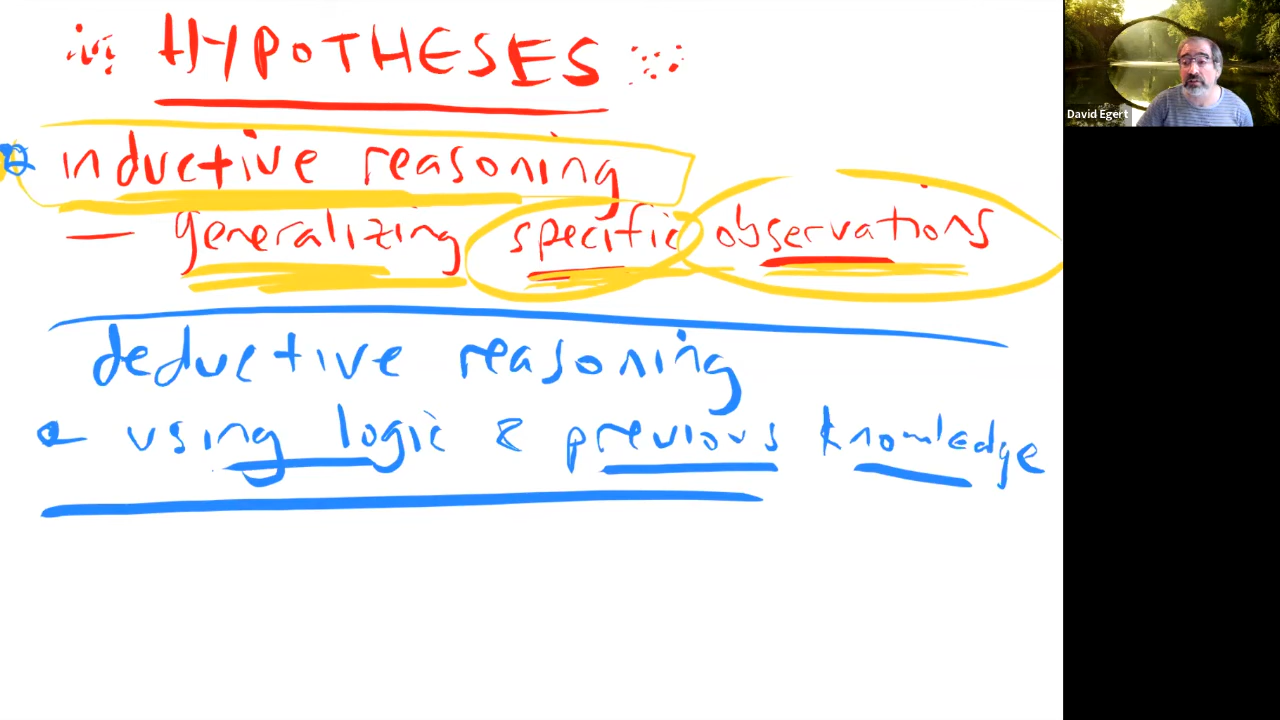 HYPOTHESES
inductive reasoning
— generalizing specific observations
deductive reasoning
using logic & previous knowledge
David Egert